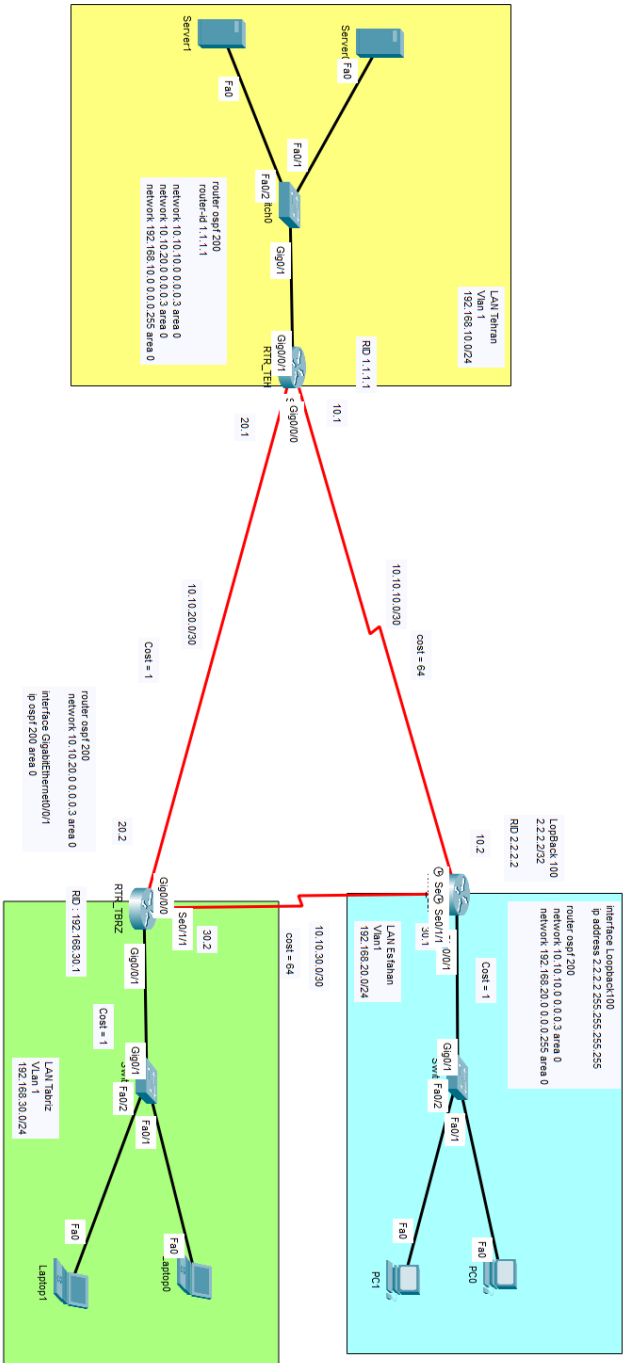 LAN Tehran
Vlan 1
192.168.10.0/24
Server1
Fa0
Fa0
Fa0/1
Fa0/2
itch0
Gig0/1
Gig0/0/1
RTR_TEH
Gig0/0/0
RID 1.1.1.1
router ospf 200
router-id 1.1.1.1
network 10.10.10.0 0.0.0.3 area 0
network 10.10.20.0 0.0.0.3 area 0
network 192.168.10.0 0.0.0.255 area 0
10.1
20.1
10.10.10.0/30
cost = 64
10.10.20.0/30
Cost = 1
LopBack 100
2.2.2.2/32
RID 2.2.2.2
10.2
interface Loopback100
ip address 2.2.2.2 255.255.255.255
router ospf 200
network 10.10.10.0 0.0.0.3 area 0
network 192.168.20.0 0.0.0.255 area 0
Se0/1/1
0/0/1
30.1
Cost = 1
LAN Esfahan
Vlan1
192.168.20.0/24
Gig0/1
Fa0/1
Fa0/2
Fa0
PC0
Fa0
PC1
10.10.30.0/30
cost = 64
30.2
20.2
Gig0/0/0
Se0/1/1
RTR_TBRZ
Gig0/0/1
RID : 192.168.30.1
router ospf 200
network 10.10.20.0 0.0.0.3 area 0
interface GigabitEthernet0/0/1
ip ospf 200 area 0
Cost = 1
Gig0/1
Fa0/1
Fa0/2
LAN Tabriz
VLan 1
192.168.30.0/24
Fa0
aptop0
Fa0
Laptop1